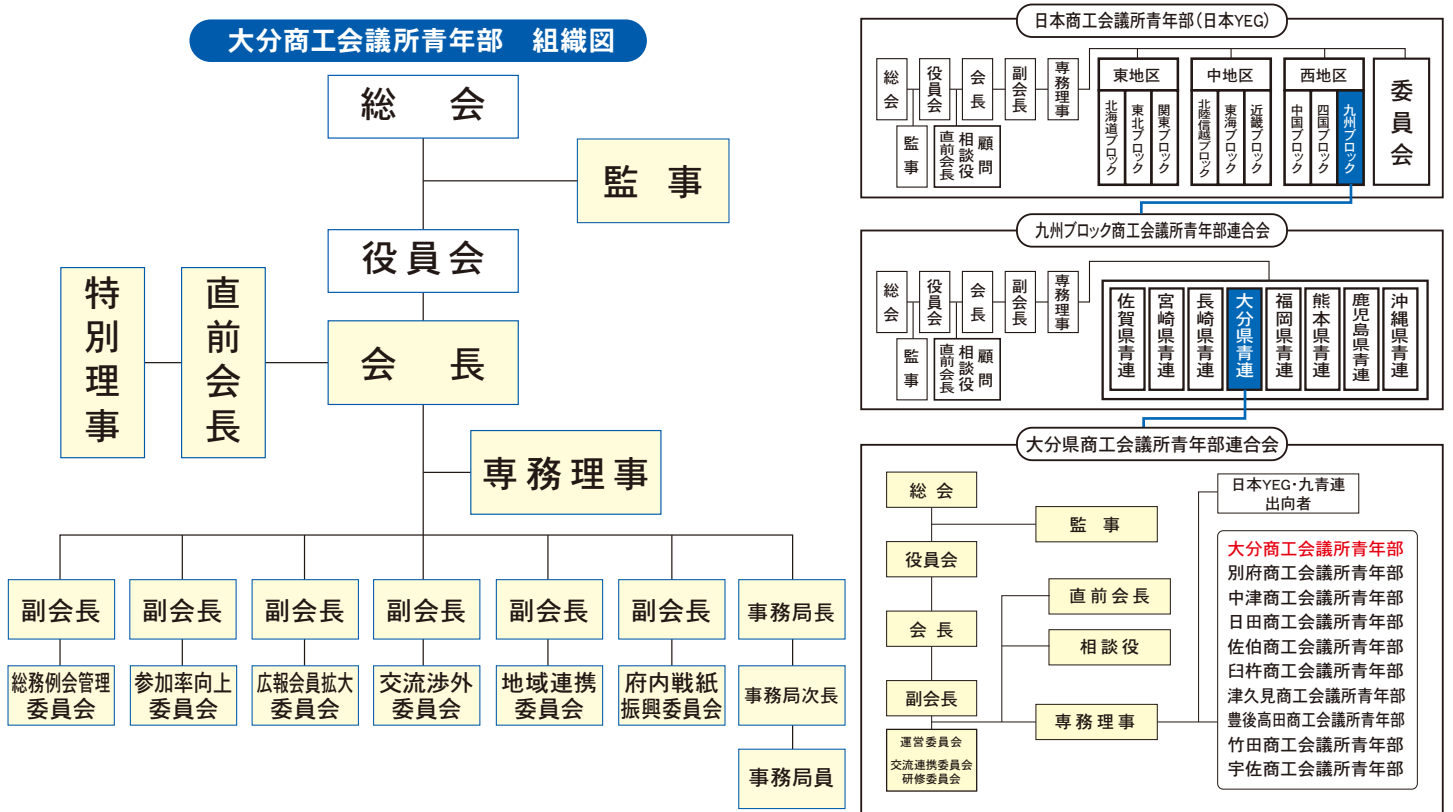 大分商工会議所青年部　組織図
総　会
監　事
役員会
特別理事
直前会長
会　長
専務理事
副会長
副会長
副会長
副会長
副会長
副会長
事務局長
総務例会管理
委員会
参加率向上
委員会
広報会員拡大
委員会
交流渉外
委員会
地域連携
委員会
府内戦紙
振興委員会
事務局次長
事務局員
日本商工会議所青年部(日本YEG)
総会
役員会
会長
副会長
専務理事
監事
直前会長
相談役
顧問
東地区
北海道ブロック
東北ブロック
関東ブロック
中地区
北陸信越ブロック
東海ブロック
近畿ブロック
西地区
中国ブロック
四国ブロック
九州ブロック
委員会
九州ブロック商工会議所青年部連合会
総会
役員会
会長
副会長
専務理事
監事
直前会長
相談役
顧問
佐賀県青連
宮崎県青連
長崎県青連
大分県青連
福岡県青連
熊本県青連
鹿児島県青連
沖縄県青連
大分県商工会議所青年部連合会
総 会
監　事
役員会
直前会長
会 長
相談役
副会長
専務理事
運営委員会
交流連携委員会
研修委員会
日本YEG・九青連
出向者
大分商工会議所青年部
別府商工会議所青年部
中津商工会議所青年部
日田商工会議所青年部
佐伯商工会議所青年部
臼杵商工会議所青年部
津久見商工会議所青年部
豊後高田商工会議所青年部
竹田商工会議所青年部
宇佐商工会議所青年部